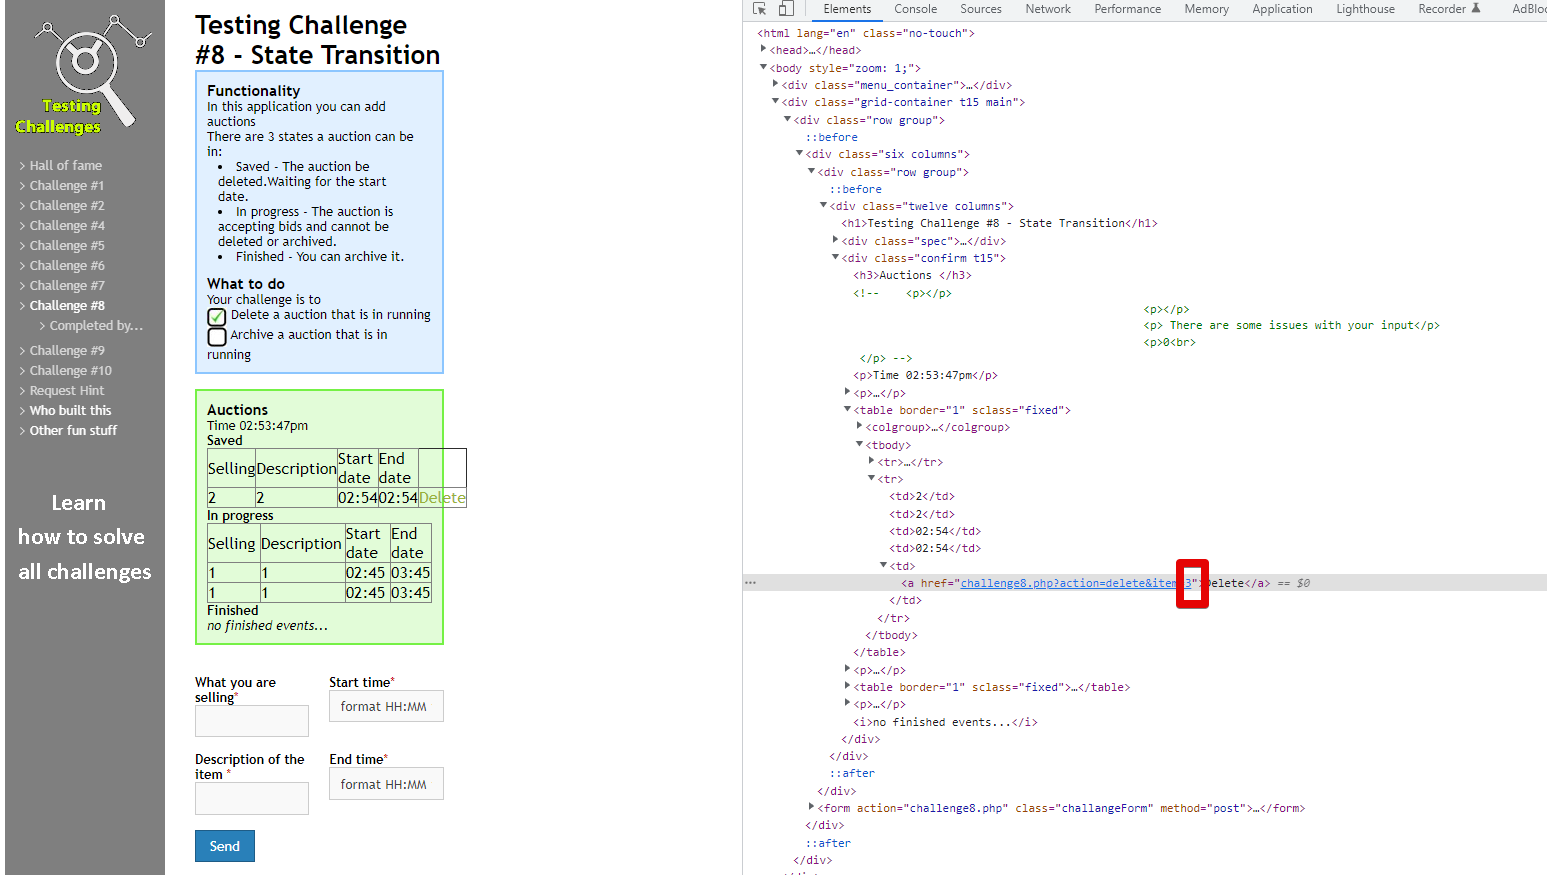 Testing
Challenges
> Hall of fame
> Challenge #1
> Challenge #2
> Challenge #4
> Challenge #5
> Challenge #6
> Challenge #7
> Challenge #8
> Completed by...
> Challenge #9
> Challenge #10
> Request Hint
> Who built this
> Other fun stuff
Learn
how to solve
all challenges
Testing Challenge
#8 - State Transition
Functionality
In this application you can add
auctions
There are 3 states a auction can be
in:
• Saved - The auction be
deleted.Waiting for the start
date.
• In progress - The auction is
accepting bids and cannot be
deleted or archived.
• Finished - You can archive it.
What to do
Your challenge is to
Delete a auction that is in running
Archive a auction that is in
running
Auctions
Time 02:53:47pm
Saved
Selling Description Start date End date
2 2 02:54 02:54 Delete
In progress
Selling Description Start date End date
1 1 02:45 03:45
1 1 02:45 03:45
Finished
no finished events...
What you are
selling*
Start time*
format HH:MM
Description of the
item *
End time*
format HH:MM
Send
Elements Console Sources Network Performance Memory Application Lighthouse Recorder
<html lang="en" class="no-touch">
<head>…</head>
<body style="zoom: 1;">
<div class="menu_container">…</div>
<div class="grid-container t15 main">
<div class="row group">
::before
<div class="six columns">
<div class="row group">
::before
<div class="twelve columns">
<h1>Testing Challenge #8 - State Transition</h1>
<div class="spec">…</div>
<div class="confirm t15">
<h3>Auctions </h3>
<!-- <p></p>
<p></p>
<p> There are some issues with your input</p>
<p>0<br>
</p> -->
<p>Time 02:53:47pm</p>
<p>…</p>
<table border="1" sclass="fixed">
<colgroup>…</colgroup>
<tbody>
<tr>…</tr>
<tr>
<td>2</td>
<td>2</td>
<td>02:54</td>
<td>02:54</td>
<td>
… <a href="challenge8.php?action=delete&item=3">Delete</a> == $0
</td>
</tr>
</tbody>
</table>
<p>…</p>
<table border="1" sclass="fixed">…</table>
<p>…</p>
<i>no finished events...</i>
</div>
</div>
::after
</div>
<form action="challenge8.php" class="challangeForm" method="post">…</form>
</div>
::after
</div>